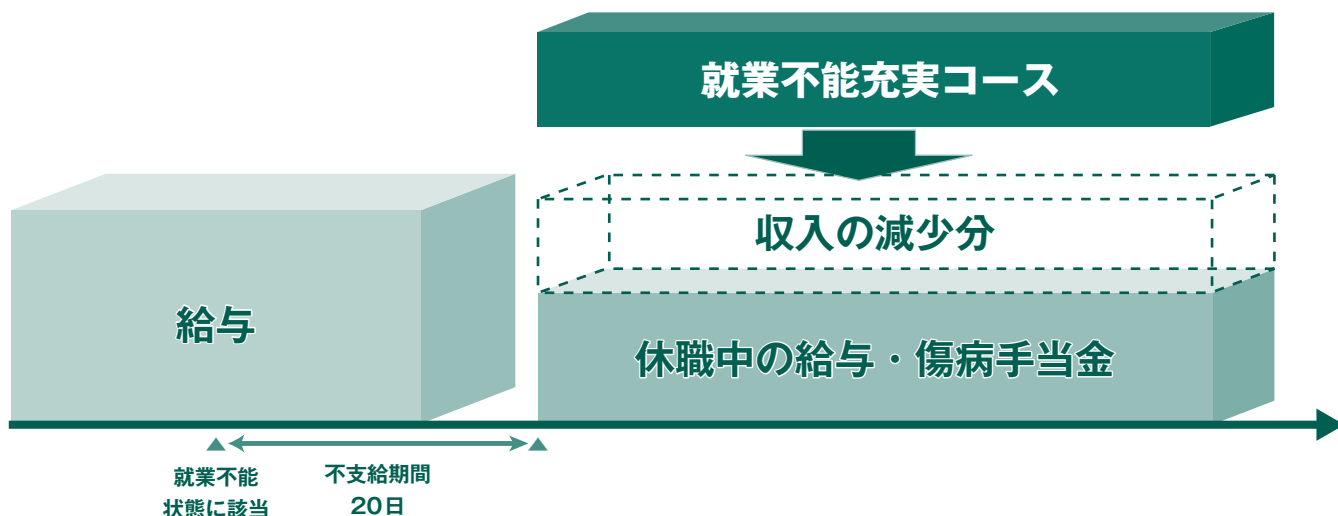 就業不能充実コース
収入の減少分
給与
休職中の給与・傷病手当金
就業不能
状態に該当
不支給期間
20日